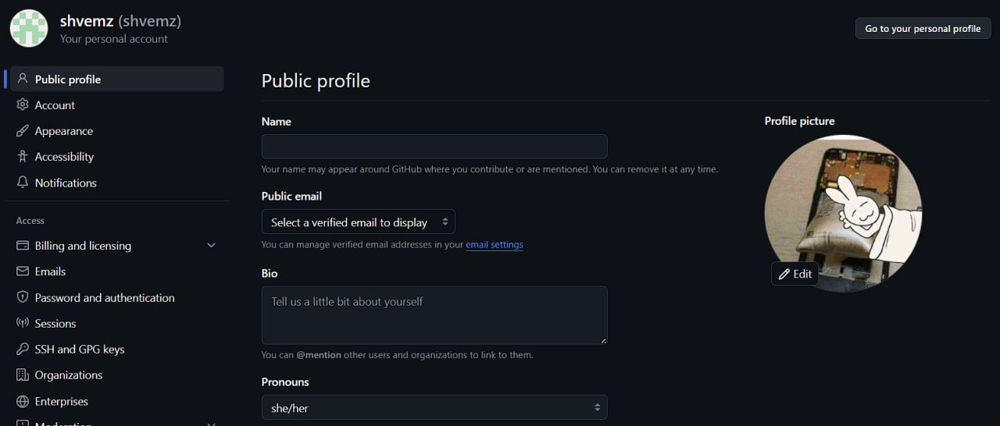 shvemz (shvemz)
Your personal account
Go to your personal profile
Public profile
Account
Appearance
Accessibility
Notifications
Access
Billing and licensing
Emails
Password and authentication
Sessions
SSH and GPG keys
Organizations
Enterprises
Moderation
Public profile
Name
Your name may appear around GitHub where you contribute or are mentioned. You can remove it at any time.
Public email
Select a verified email to display
You can manage verified email addresses in your email settings
Bio
Tell us a little bit about yourself
You can @mention other users and organizations to link to them.
Pronouns
she/her
Profile picture
Edit